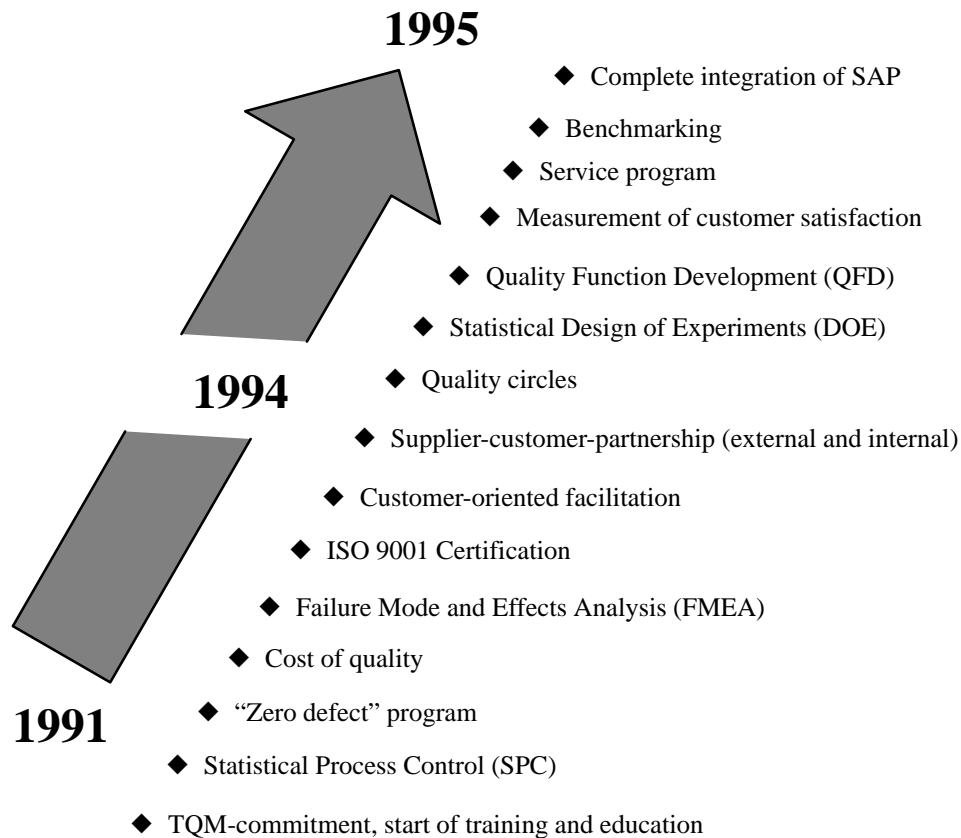 1995
◆ Complete integration of SAP
◆ Benchmarking
◆ Service program
◆ Measurement of customer satisfaction
◆ Quality Function Development (QFD)
◆ Statistical Design of Experiments (DOE)
1994
◆ Quality circles
◆ Supplier-customer-partnership (external and internal)
◆ Customer-oriented facilitation
◆ ISO 9001 Certification
◆ Failure Mode and Effects Analysis (FMEA)
◆ Cost of quality
1991
◆ “Zero defect” program
◆ Statistical Process Control (SPC)
◆ TQM-commitment, start of training and education